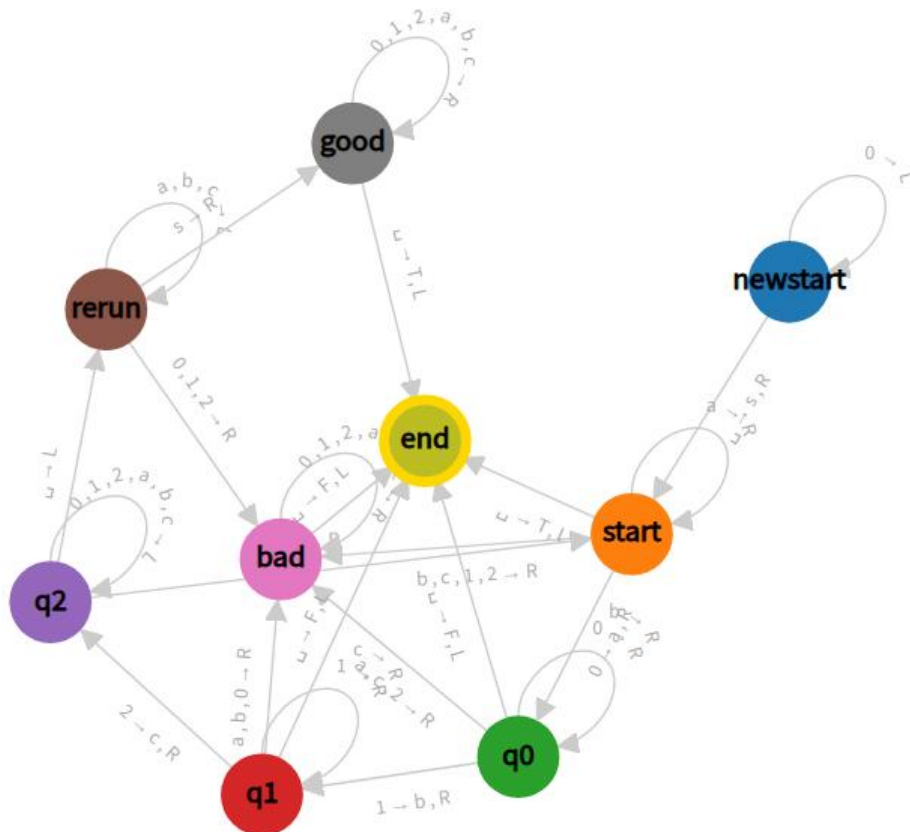 0,1,2,a,b,c→R
good
0→L
a,b,c
s→R
newstart
rerun
␣→T,L
0,1,2→R
␣→s,R
a
end
0,1,2,a
␣→F,L
start
␣→T,L
␣→L
0,1,2,a,b,c→L
bad
b,c,1,2→R
q2
␣→F,L
0→a,R
c→R
2→R
a,b,0→R
2→c,R
q0
q1
1→b,R